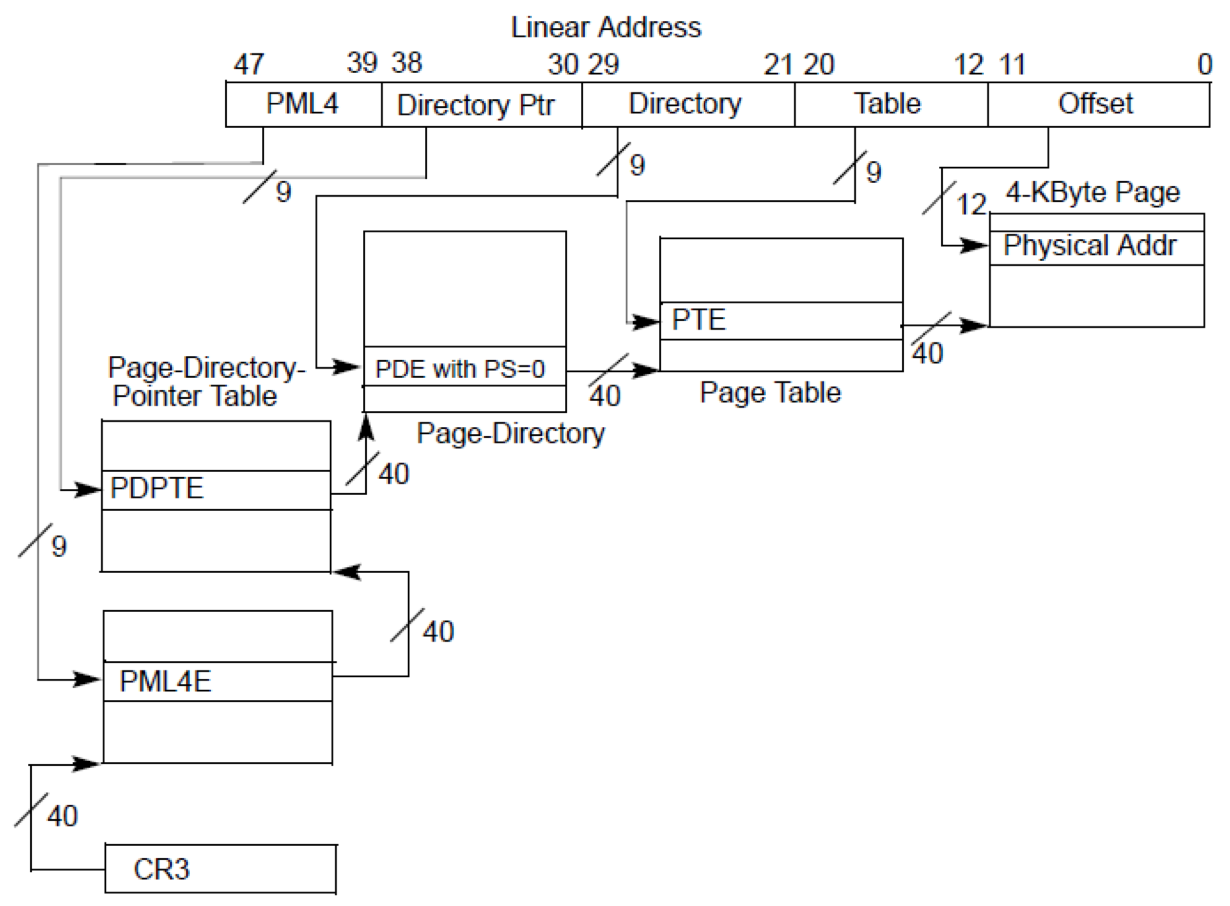 Linear Address
47 39 38 30 29 21 20 12 11 0
PML4 Directory Ptr Directory Table Offset
9
9
9
12
4-KByte Page
Physical Addr
PTE
40
Page Table
Page-Directory-
Pointer Table
PDE with PS=0
40
Page-Directory
40
PDPTE
9
40
PML4E
40
CR3